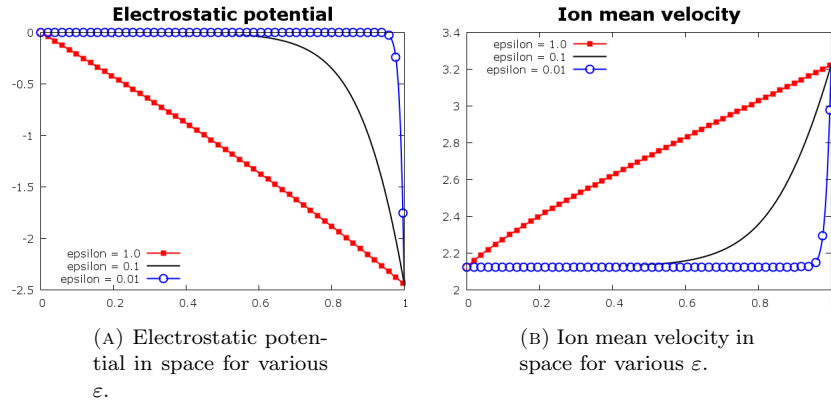 Electrostatic potential
0
-0.5
-1
-1.5
-2
-2.5
epsilon = 1.0
epsilon = 0.1
epsilon = 0.01
0 0.2 0.4 0.6 0.8 1
(A) Electrostatic poten-
tial in space for various
ε.
Ion mean velocity
3.4
3.2
3
2.8
2.6
2.4
2.2
2
epsilon = 1.0
epsilon = 0.1
epsilon = 0.01
0 0.2 0.4 0.6 0.8
(B) Ion mean velocity in
space for various ε.